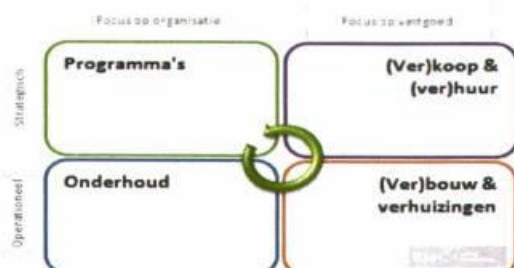 Focus op organisatie
Focus op vastgoed
Strategisch
Programma's
(Ver)koop &
(ver)huur
Operationeel
Onderhoud
(Ver)bouw &
verhuizingen